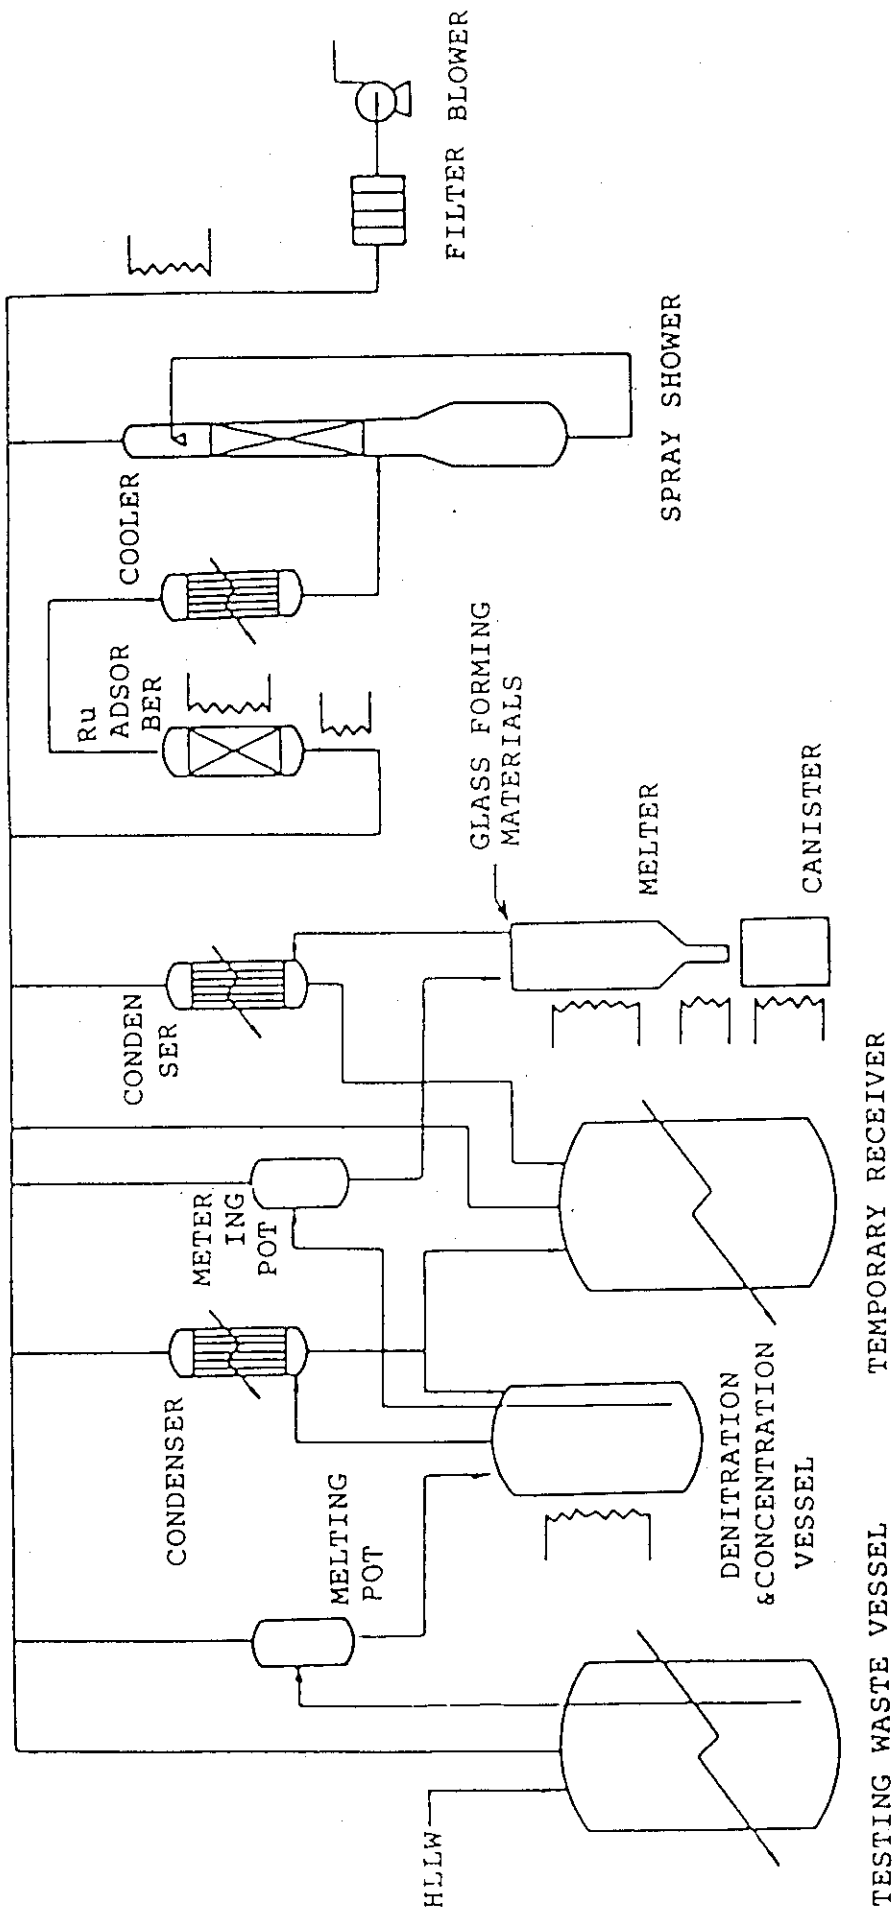 HLLW
TESTING WASTE VESSEL
MELTING
POT
CONDENSER
DENITRATION
&CONCENTRATION
VESSEL
METER
ING
POT
TEMPORARY RECEIVER
CONDEN
SER
GLASS FORMING
MATERIALS
MELTER
CANISTER
Ru
ADSOR
BER
COOLER
SPRAY SHOWER
FILTER BLOWER